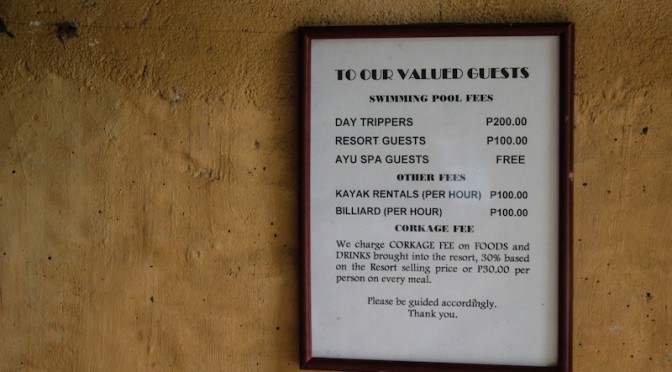 TO OUR VALUED GUESTS
SWIMMING POOL FEES
DAY TRIPPERS P200.00
RESORT GUESTS P100.00
AYU SPA GUESTS FREE
OTHER FEES
KAYAK RENTALS (PER HOUR) P100.00
BILLIARD (PER HOUR) P100.00
CORKAGE FEE
We charge CORKAGE FEE on FOODS and
DRINKS brought into the resort, 30% based
on the Resort selling price or P30.00 per
person on every meal.
Please be guided accordingly.
Thank you.